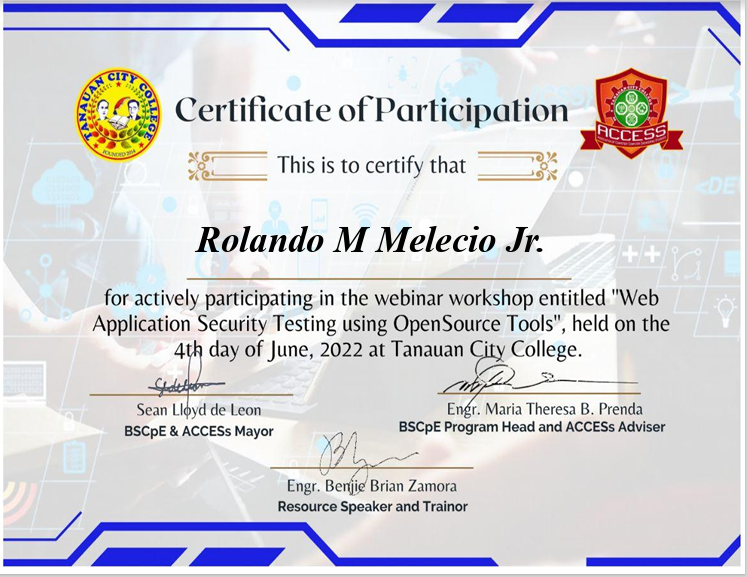 TANAUAN CITY COLLEGE
FOUNDED 2014
Certificate of Participation
ACCESS
This is to certify that
Rolando M Melecio Jr.
for actively participating in the webinar workshop entitled "Web
Application Security Testing using OpenSource Tools", held on the
4th day of June, 2022 at Tanauan City College.
Sean Lloyd de Leon
BSCpE & ACCESs Mayor
Engr. Maria Theresa B. Prenda
BSCpE Program Head and ACCESs Adviser
Engr. Benjie Brian Zamora
Resource Speaker and Trainor